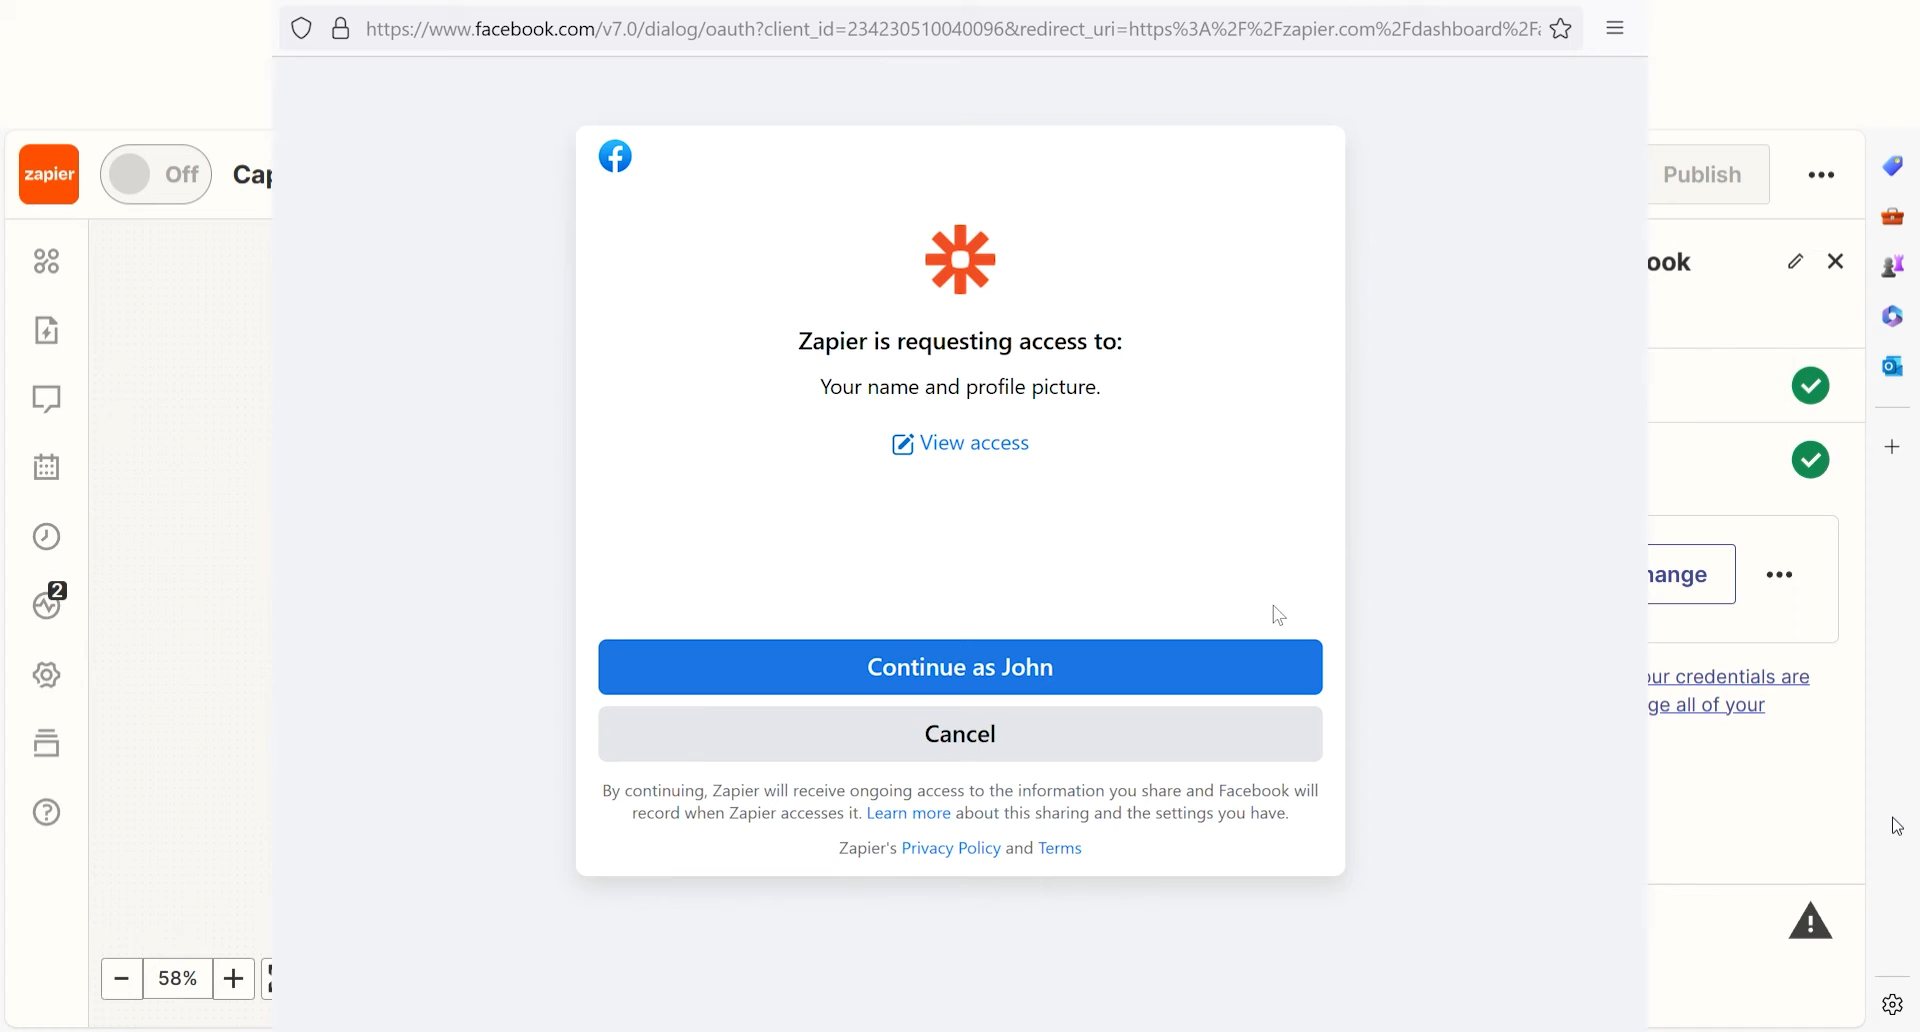 https://www.facebook.com/v7.0/dialog/oauth?client_id=234230510040096&redirect_uri=https%3A%2F%2Fzapier.com%2Fdashboard%2F
zapier
Off
Cap
Publish
ook
Zapier is requesting access to:
Your name and profile picture.
View access
hange
Continue as John
our credentials are
ge all of your
Cancel
2
By continuing, Zapier will receive ongoing access to the information you share and Facebook will
record when Zapier accesses it. Learn more about this sharing and the settings you have.
Zapier's Privacy Policy and Terms
58%